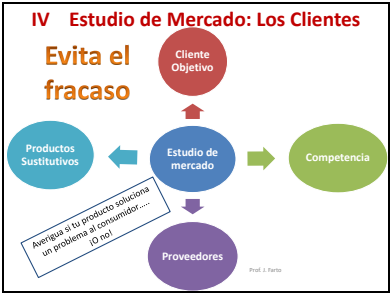 IV Estudio de Mercado: Los Clientes
Evita el
fracaso
Cliente
Objetivo
Productos
Sustitutivos
Estudio de
mercado
Competencia
Averigua si tu producto soluciona
un problema al consumidor.....
¡O no!
Proveedores
Prof. J. Farto